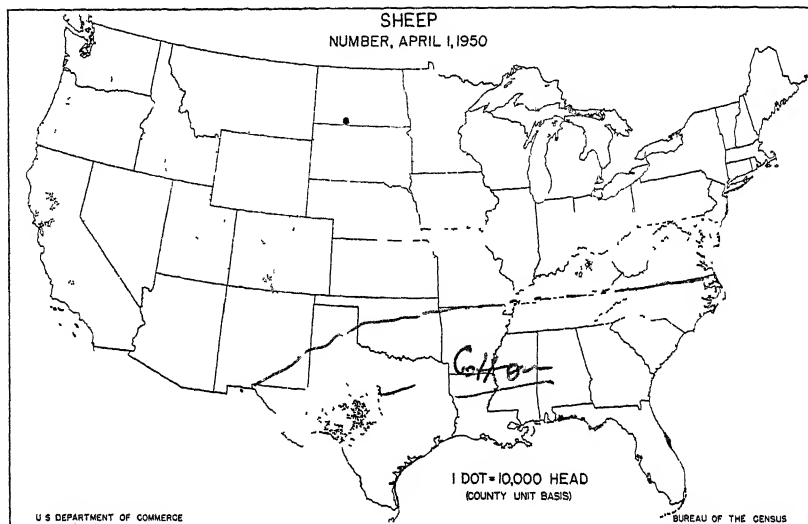 SHEEP
NUMBER, APRIL 1, 1950
Cotton
1 DOT = 10,000 HEAD
(COUNTY UNIT BASIS)
U S DEPARTMENT OF COMMERCE
BUREAU OF THE CENSUS